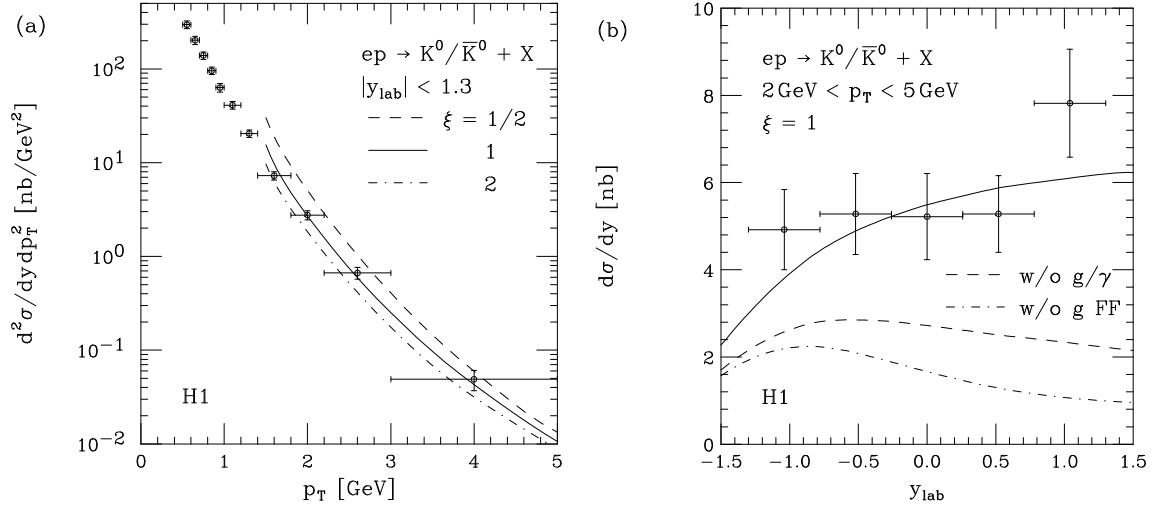 (a)
ep → K⁰/K̅⁰ + X
|y_lab| < 1.3
ξ = 1/2
1
2
H1
d²σ/dy dp_T² [nb/GeV²]
10²
10¹
10⁰
10⁻¹
10⁻²
0 1 2 3 4 5
p_T [GeV]
(b)
ep → K⁰/K̅⁰ + X
2 GeV < p_T < 5 GeV
ξ = 1
w/o g/γ
w/o g FF
H1
dσ/dy [nb]
10
8
6
4
2
0
−1.5 −1.0 −0.5 0.0 0.5 1.0 1.5
y_lab